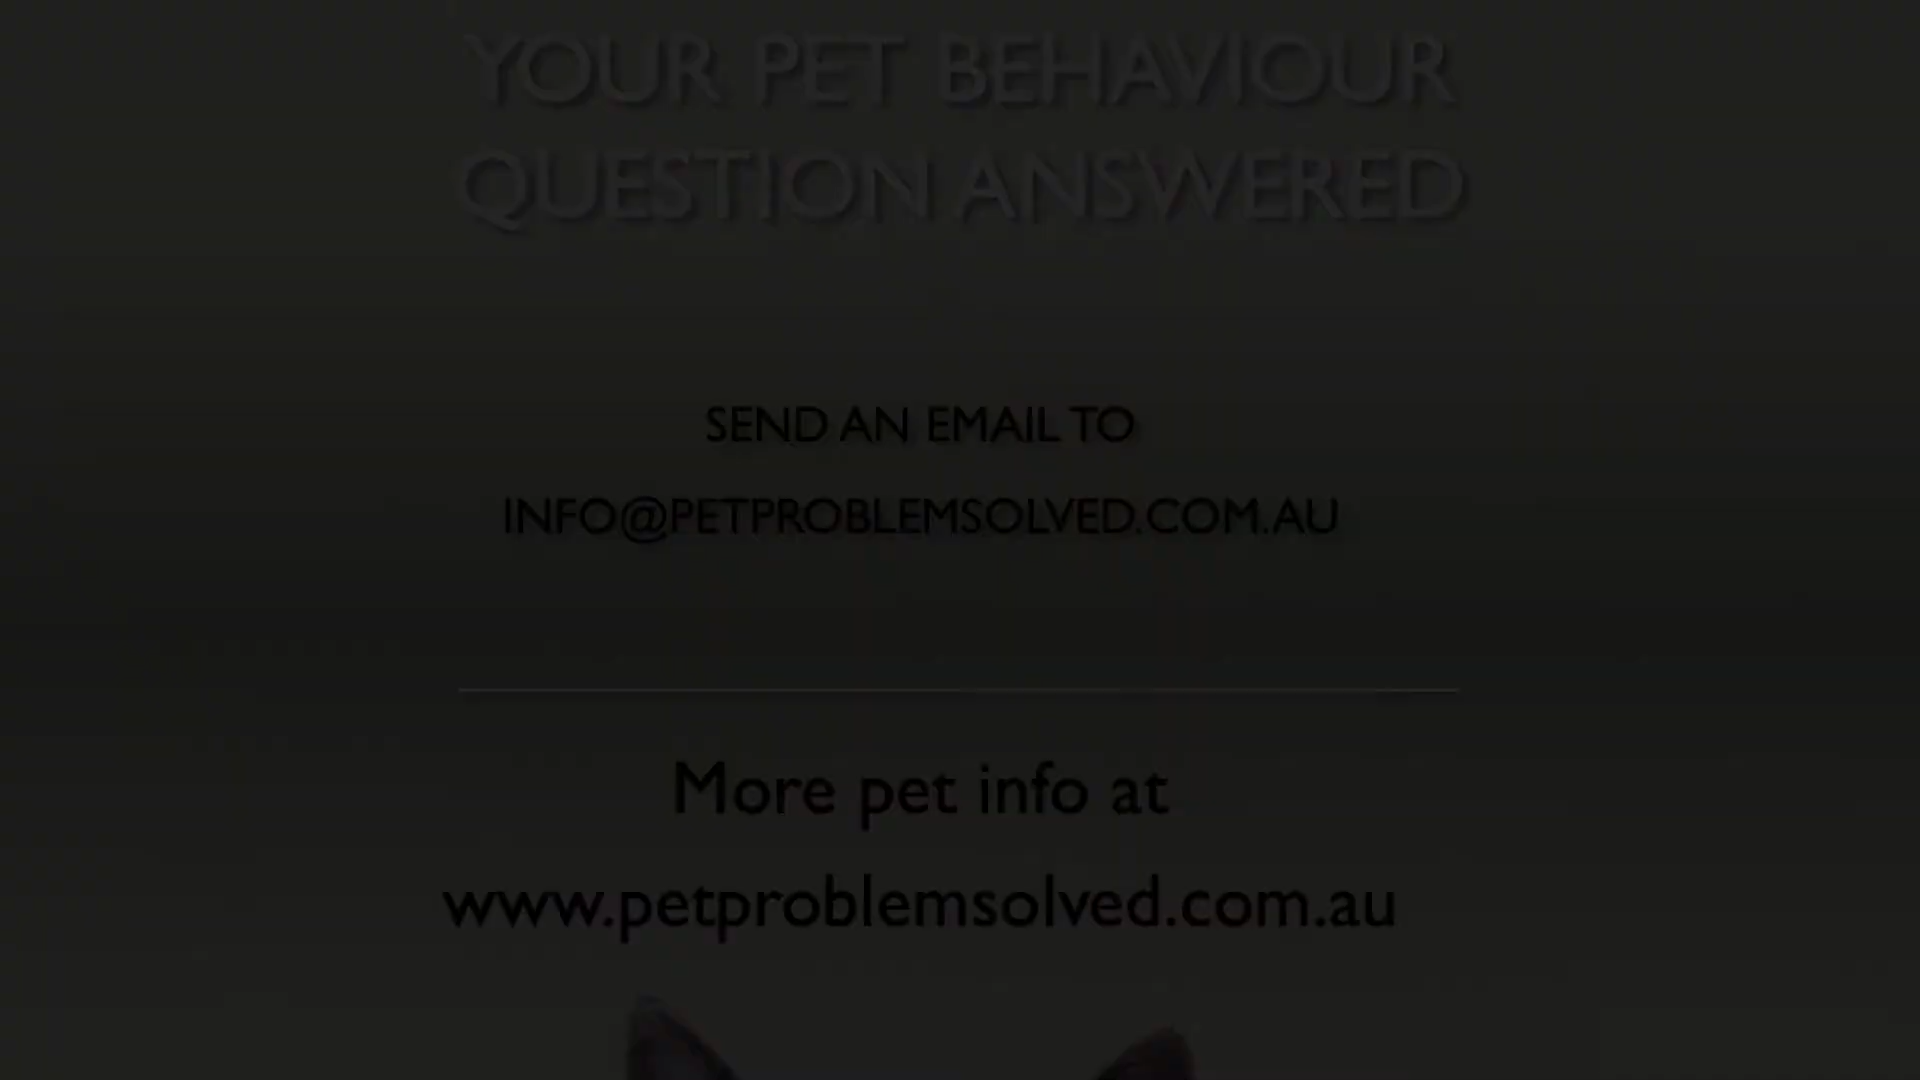 YOUR PET BEHAVIOUR
QUESTION ANSWERED
SEND AN EMAIL TO
INFO@PETPROBLEMSOLVED.COM.AU
More pet info at
www.petproblemsolved.com.au